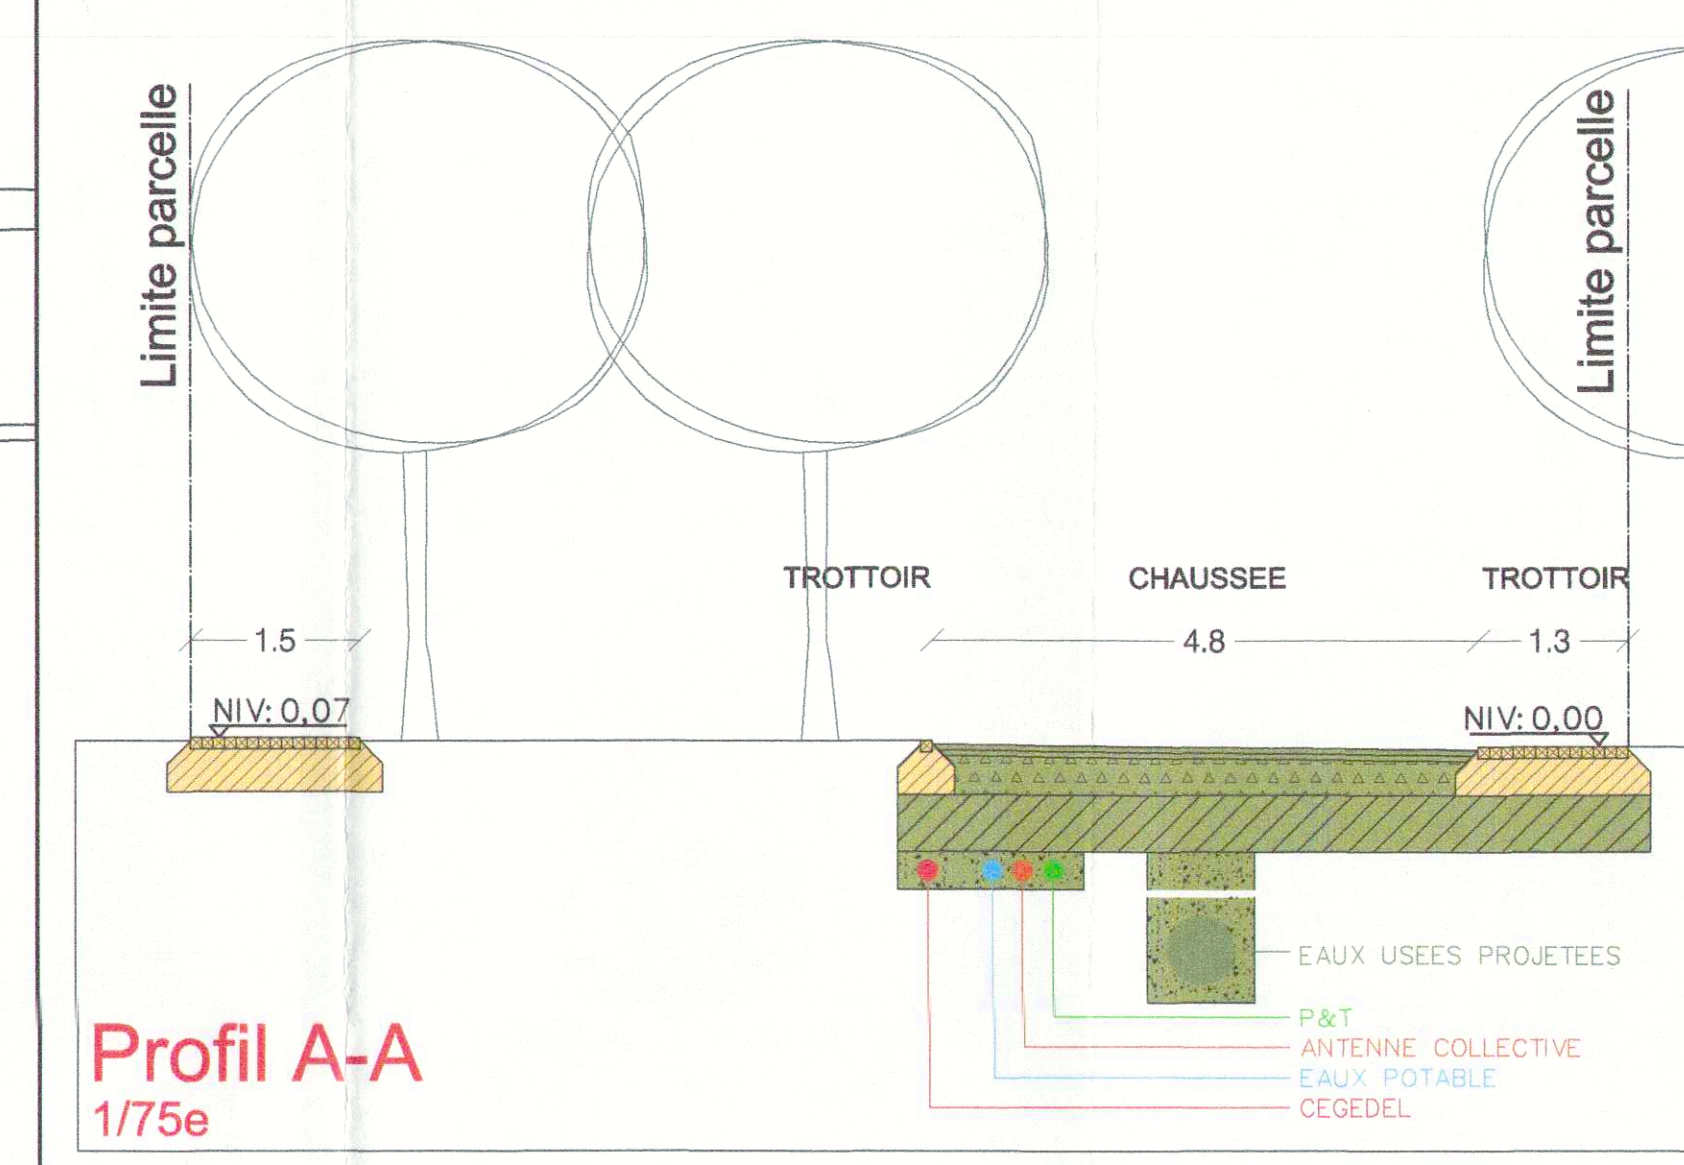 Limite parcelle
Limite parcelle
TROTTOIR
CHAUSSEE
TROTTOIR
1.5
4.8
1.3
NIV: 0,07
NIV: 0,00
EAUX USEES PROJETEES
P&T
ANTENNE COLLECTIVE
EAUX POTABLE
CEGEDEL
Profil A-A
1/75e